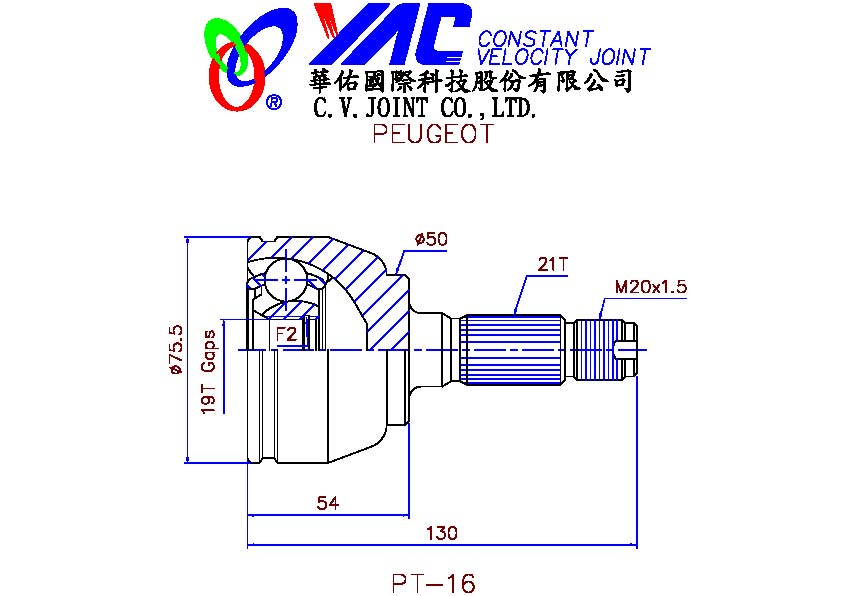 YAC CONSTANT
VELOCITY JOINT
華佑國際科技股份有限公司
®
C.V.JOINT CO.,LTD.
PEUGEOT
ø50
21T
M20x1.5
F2
ø75.5
19T Gaps
54
130
PT-16